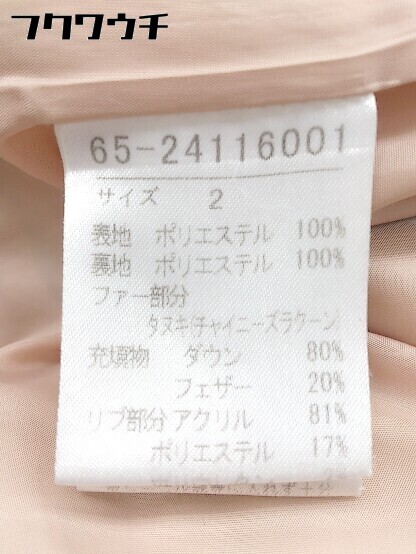 フクワウチ
65-24116001
サイズ 2
表地 ポリエステル 100%
裏地 ポリエステル 100%
ファー部分
タヌキ(チャイニーズラクーン)
充填物 ダウン 80%
フェザー 20%
リブ部分 アクリル 81%
ポリエステル 17%